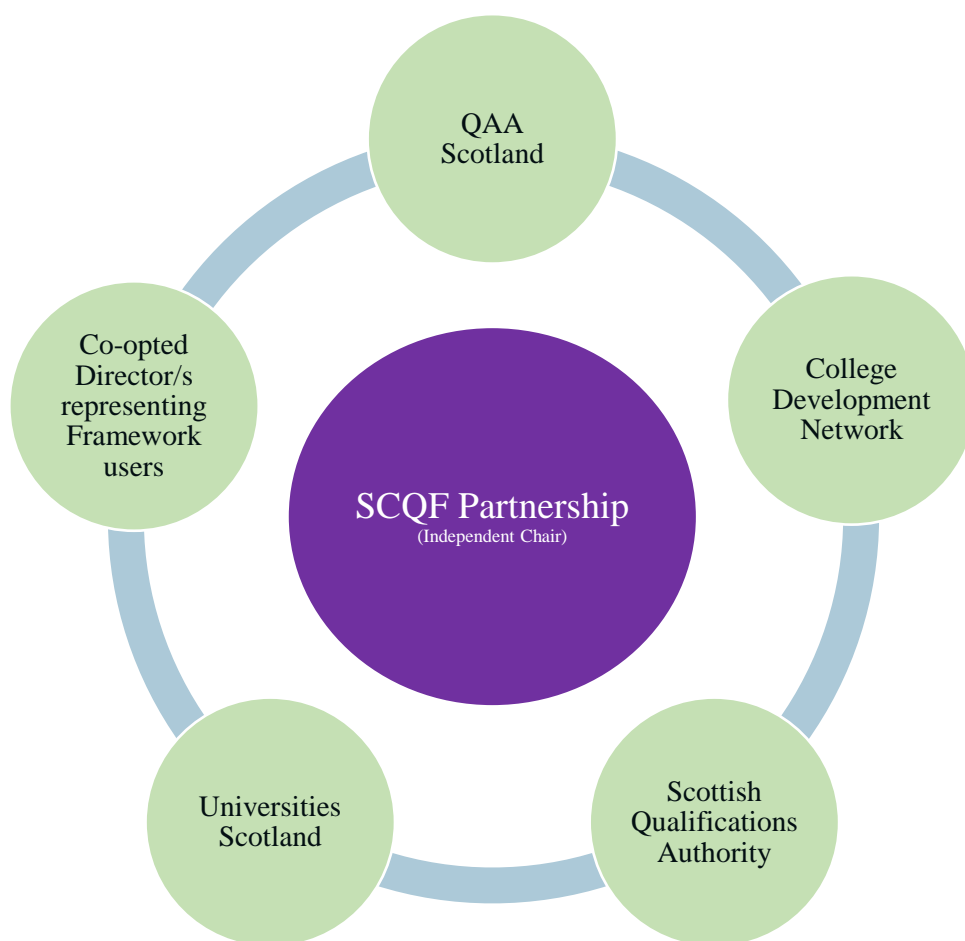 QAA
Scotland
College
Development
Network
Co-opted
Director/s
representing
Framework
users
SCQF Partnership
(Independent Chair)
Universities
Scotland
Scottish
Qualifications
Authority